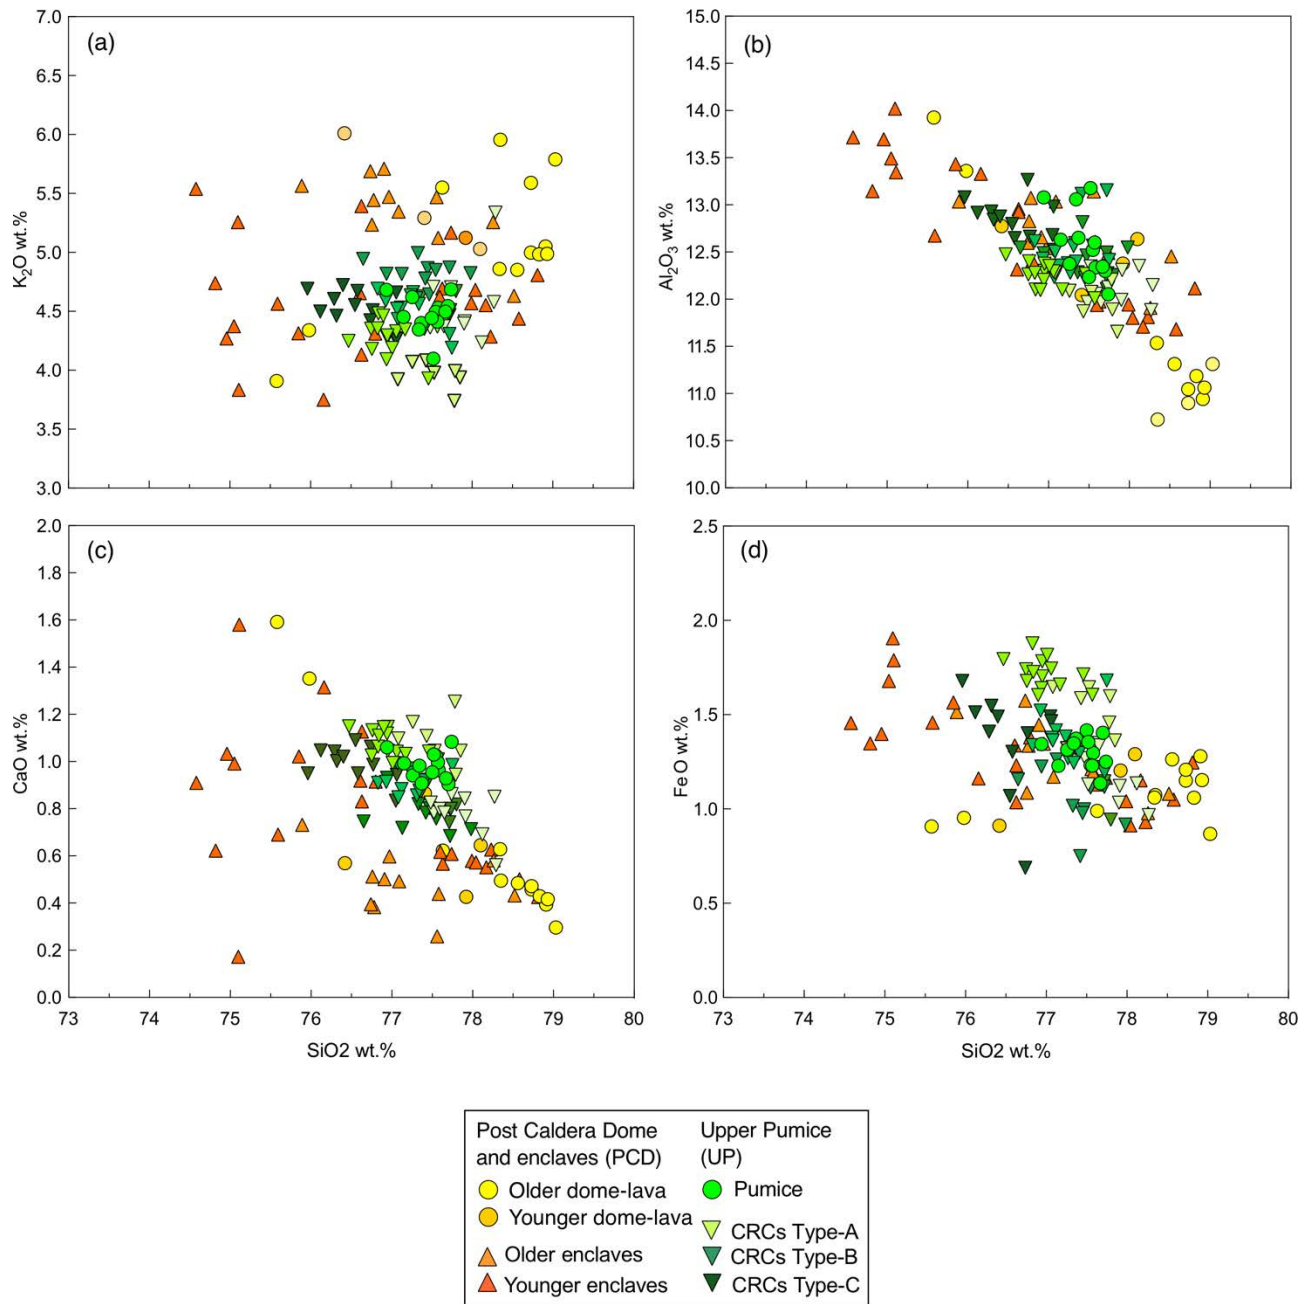 (a)
7.0
6.5
6.0
5.5
5.0
4.5
4.0
3.5
3.0
K2O wt.%
(b)
15.0
14.5
14.0
13.5
13.0
12.5
12.0
11.5
11.0
10.5
10.0
Al2O3 wt.%
(c)
2.0
1.8
1.6
1.4
1.2
1.0
0.8
0.6
0.4
0.2
0.0
CaO wt.%
73 74 75 76 77 78 79 80
SiO2 wt.%
(d)
2.5
2.0
1.5
1.0
0.5
0.0
Fe O wt.%
73 74 75 76 77 78 79 80
SiO2 wt.%
Post Caldera Dome
and enclaves (PCD)
Older dome-lava
Younger dome-lava
Older enclaves
Younger enclaves
Upper Pumice
(UP)
Pumice
CRCs Type-A
CRCs Type-B
CRCs Type-C